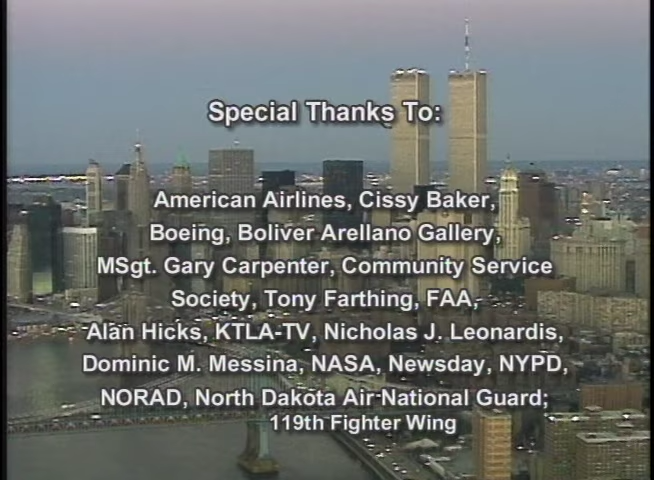 Special Thanks To:
American Airlines, Cissy Baker,
Boeing, Boliver Arellano Gallery,
MSgt. Gary Carpenter, Community Service
Society, Tony Farthing, FAA,
Alan Hicks, KTLA-TV, Nicholas J. Leonardis,
Dominic M. Messina, NASA, Newsday, NYPD,
NORAD, North Dakota Air National Guard;
119th Fighter Wing